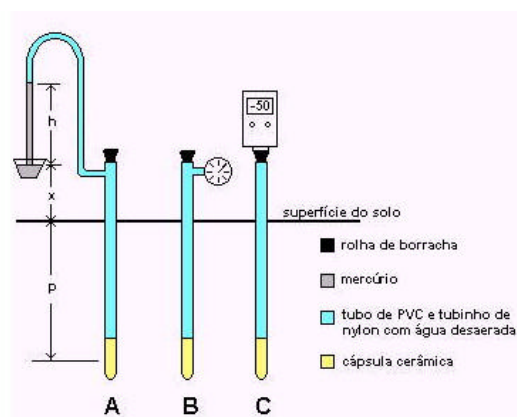 -50
h
x
superfície do solo
p
rolha de borracha
mercúrio
tubo de PVC e tubinho de
nylon com água desaerada
cápsula cerâmica
A B C